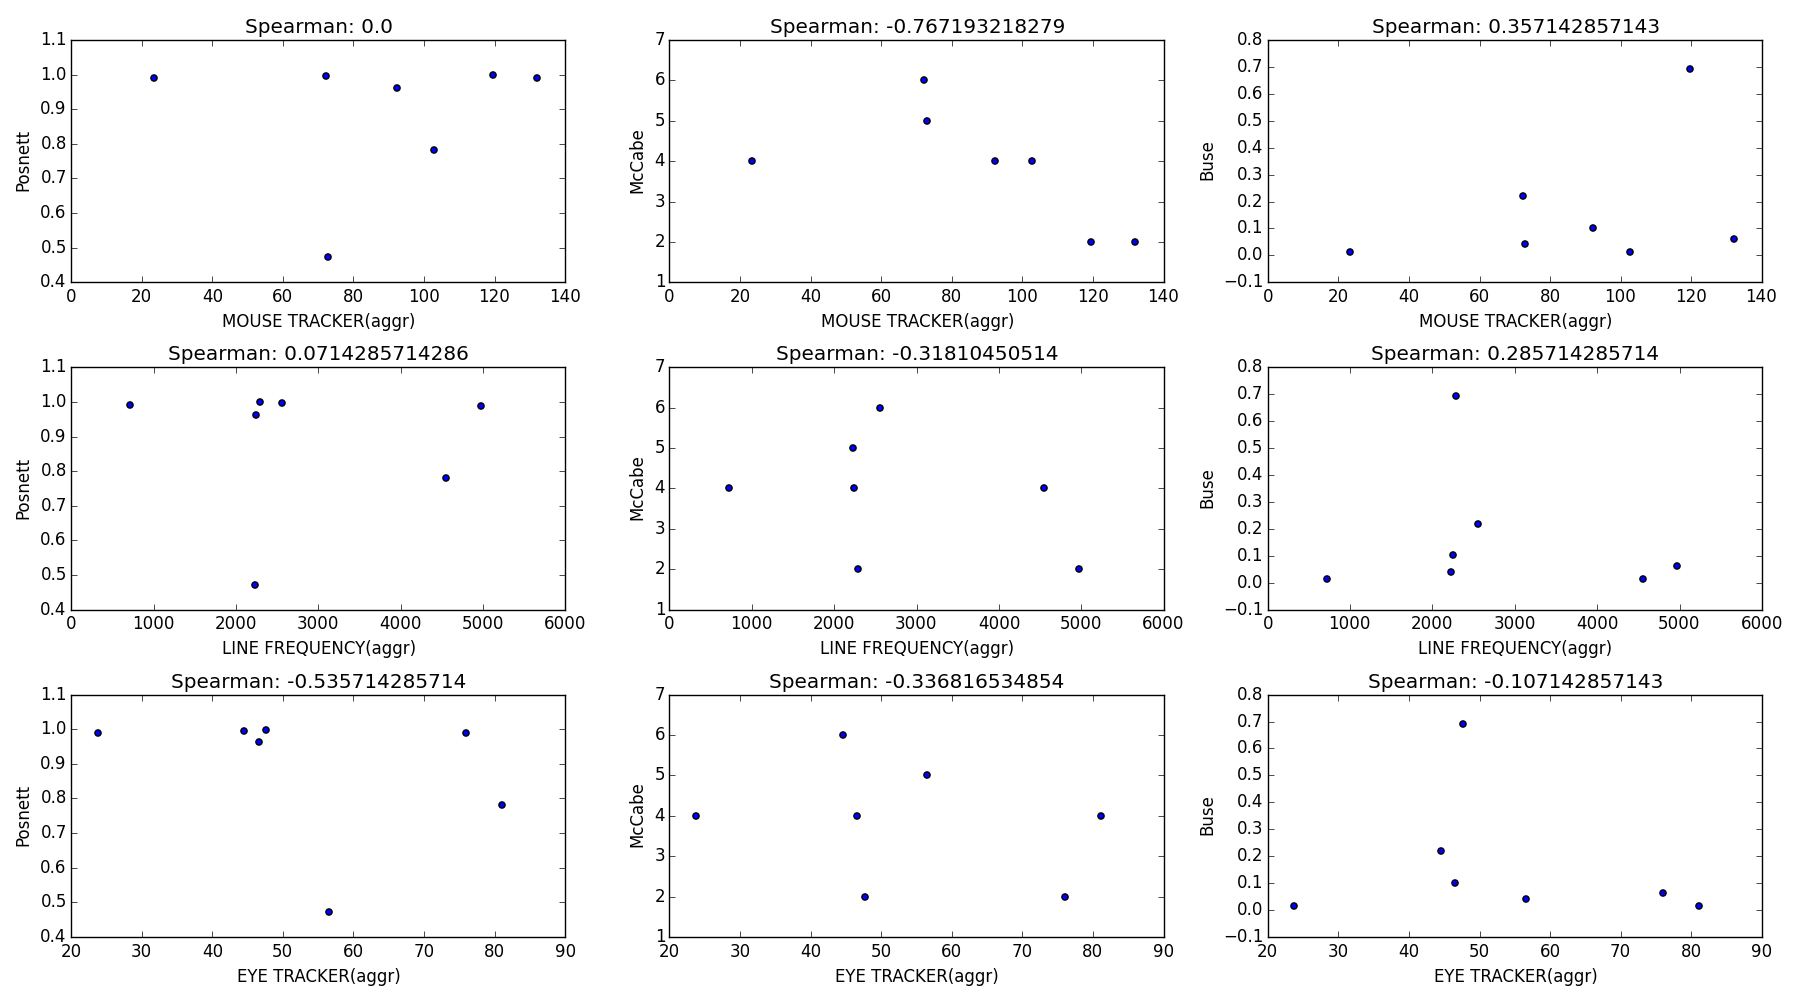 Spearman: 0.0
Spearman: -0.767193218279
Spearman: 0.357142857143
1.1
1.0
0.9
0.8
0.7
0.6
0.5
0.4
Posnett
0 20 40 60 80 100 120 140
MOUSE TRACKER(aggr)
7
6
5
4
3
2
1
McCabe
0 20 40 60 80 100 120 140
MOUSE TRACKER(aggr)
0.8
0.7
0.6
0.5
0.4
0.3
0.2
0.1
0.0
−0.1
Buse
0 20 40 60 80 100 120 140
MOUSE TRACKER(aggr)
Spearman: 0.0714285714286
Spearman: -0.31810450514
Spearman: 0.285714285714
1.1
1.0
0.9
0.8
0.7
0.6
0.5
0.4
Posnett
0 1000 2000 3000 4000 5000 6000
LINE FREQUENCY(aggr)
7
6
5
4
3
2
1
McCabe
0 1000 2000 3000 4000 5000 6000
LINE FREQUENCY(aggr)
0.8
0.7
0.6
0.5
0.4
0.3
0.2
0.1
0.0
−0.1
Buse
0 1000 2000 3000 4000 5000 6000
LINE FREQUENCY(aggr)
Spearman: -0.535714285714
Spearman: -0.336816534854
Spearman: -0.107142857143
1.1
1.0
0.9
0.8
0.7
0.6
0.5
0.4
Posnett
20 30 40 50 60 70 80 90
EYE TRACKER(aggr)
7
6
5
4
3
2
1
McCabe
20 30 40 50 60 70 80 90
EYE TRACKER(aggr)
0.8
0.7
0.6
0.5
0.4
0.3
0.2
0.1
0.0
−0.1
Buse
20 30 40 50 60 70 80 90
EYE TRACKER(aggr)